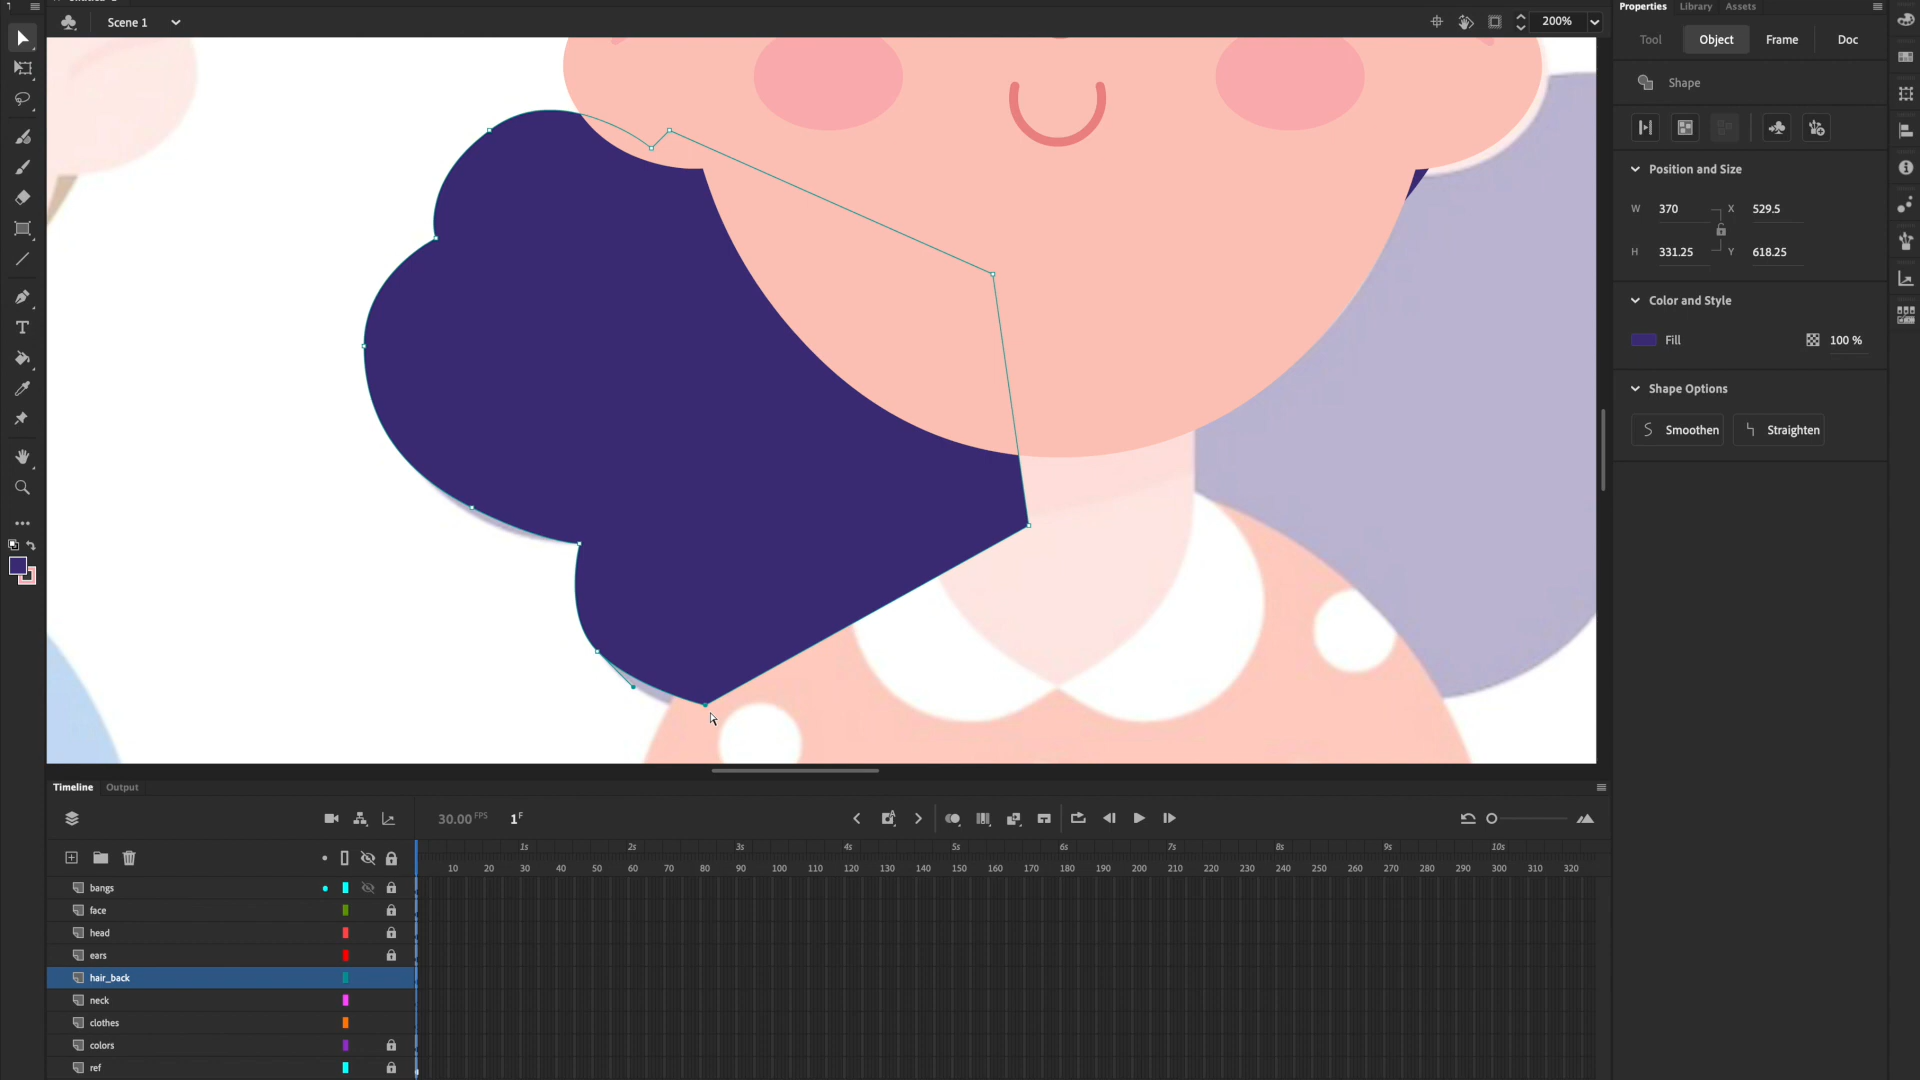 Scene 1
200%
Properties Library Assets
Tool Object Frame Doc
Shape
Position and Size
W 370 X 529.5
H 331.25 Y 618.25
Color and Style
Fill 100 %
Shape Options
Smoothen Straighten
Timeline Output
30.00 FPS 1 F
1s 2s 3s 4s 5s 6s 7s 8s 9s 10s
10 20 30 40 50 60 70 80 90 100 110 120 130 140 150 160 170 180 190 200 210 220 230 240 250 260 270 280 290 300 310 320
bangs
face
head
ears
hair_back
neck
clothes
colors
ref